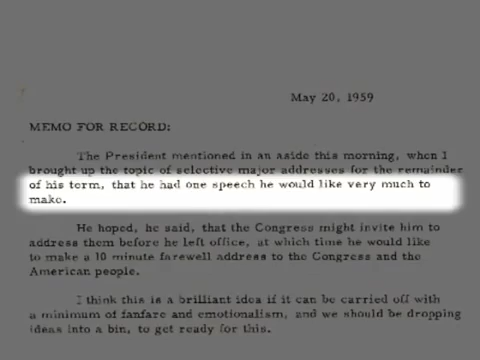 May 20, 1959
MEMO FOR RECORD:
The President mentioned in an aside this morning, when I
brought up the topic of selective major addresses for the remainder
of his term, that he had one speech he would like very much to
make.
He hoped, he said, that the Congress might invite him to
address them before he left office, at which time he would like
to make a 10 minute farewell address to the Congress and the
American people.
I think this is a brilliant idea if it can be carried off with
a minimum of fanfare and emotionalism, and we should be dropping
ideas into a bin, to get ready for this.